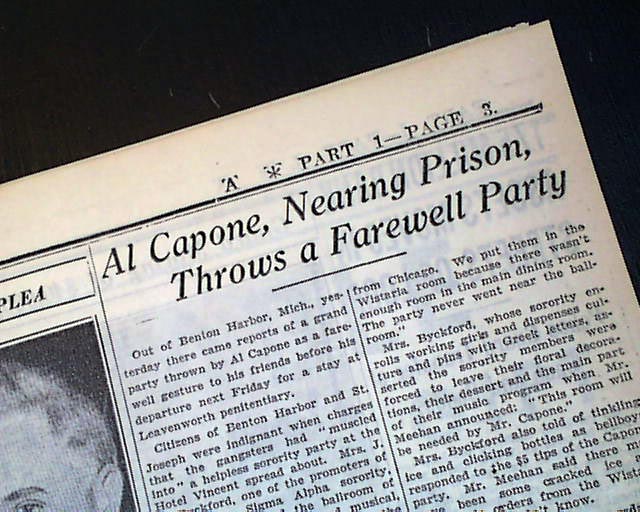 'A' * PART 1—PAGE 3.
PLEA
Al Capone, Nearing Prison,
Throws a Farewell Party
Out of Benton Harbor, Mich., yes-
terday there came reports of a grand
party thrown by Al Capone as a fare-
well gesture to his friends before his
departure next Friday for a stay at
Leavenworth penitentiary.
Citizens of Benton Harbor and St.
Joseph were indignant when charges
that the gangsters had "muscled
into" a helpless sorority party at the
Hotel Vincent spread about. Mrs. J.
ckford, one of the promoters of
Sigma Alpha sorority,
the ballroom of
musical,
from Chicago. We put them in the
Wistaria room because there wasn't
enough room in the main dining room.
The party never went near the ball-
room."
Mrs. Byckford, whose sorority en-
rolls working girls and dispenses cul-
ture and pins with Greek letters, as-
serted the sorority members were
forced to leave their floral decora-
tions, their dessert and the main part
of their music program when Mr.
Meehan announced: "This room will
be needed by Mr. Capone."
Mrs. Byckford also told of tinkling
ice and clicking bottles as bellboy
responded to the $5 tips of the Capone
party. Mr. Meehan said there
been some cracked ice
orders from the Wist
n't know.